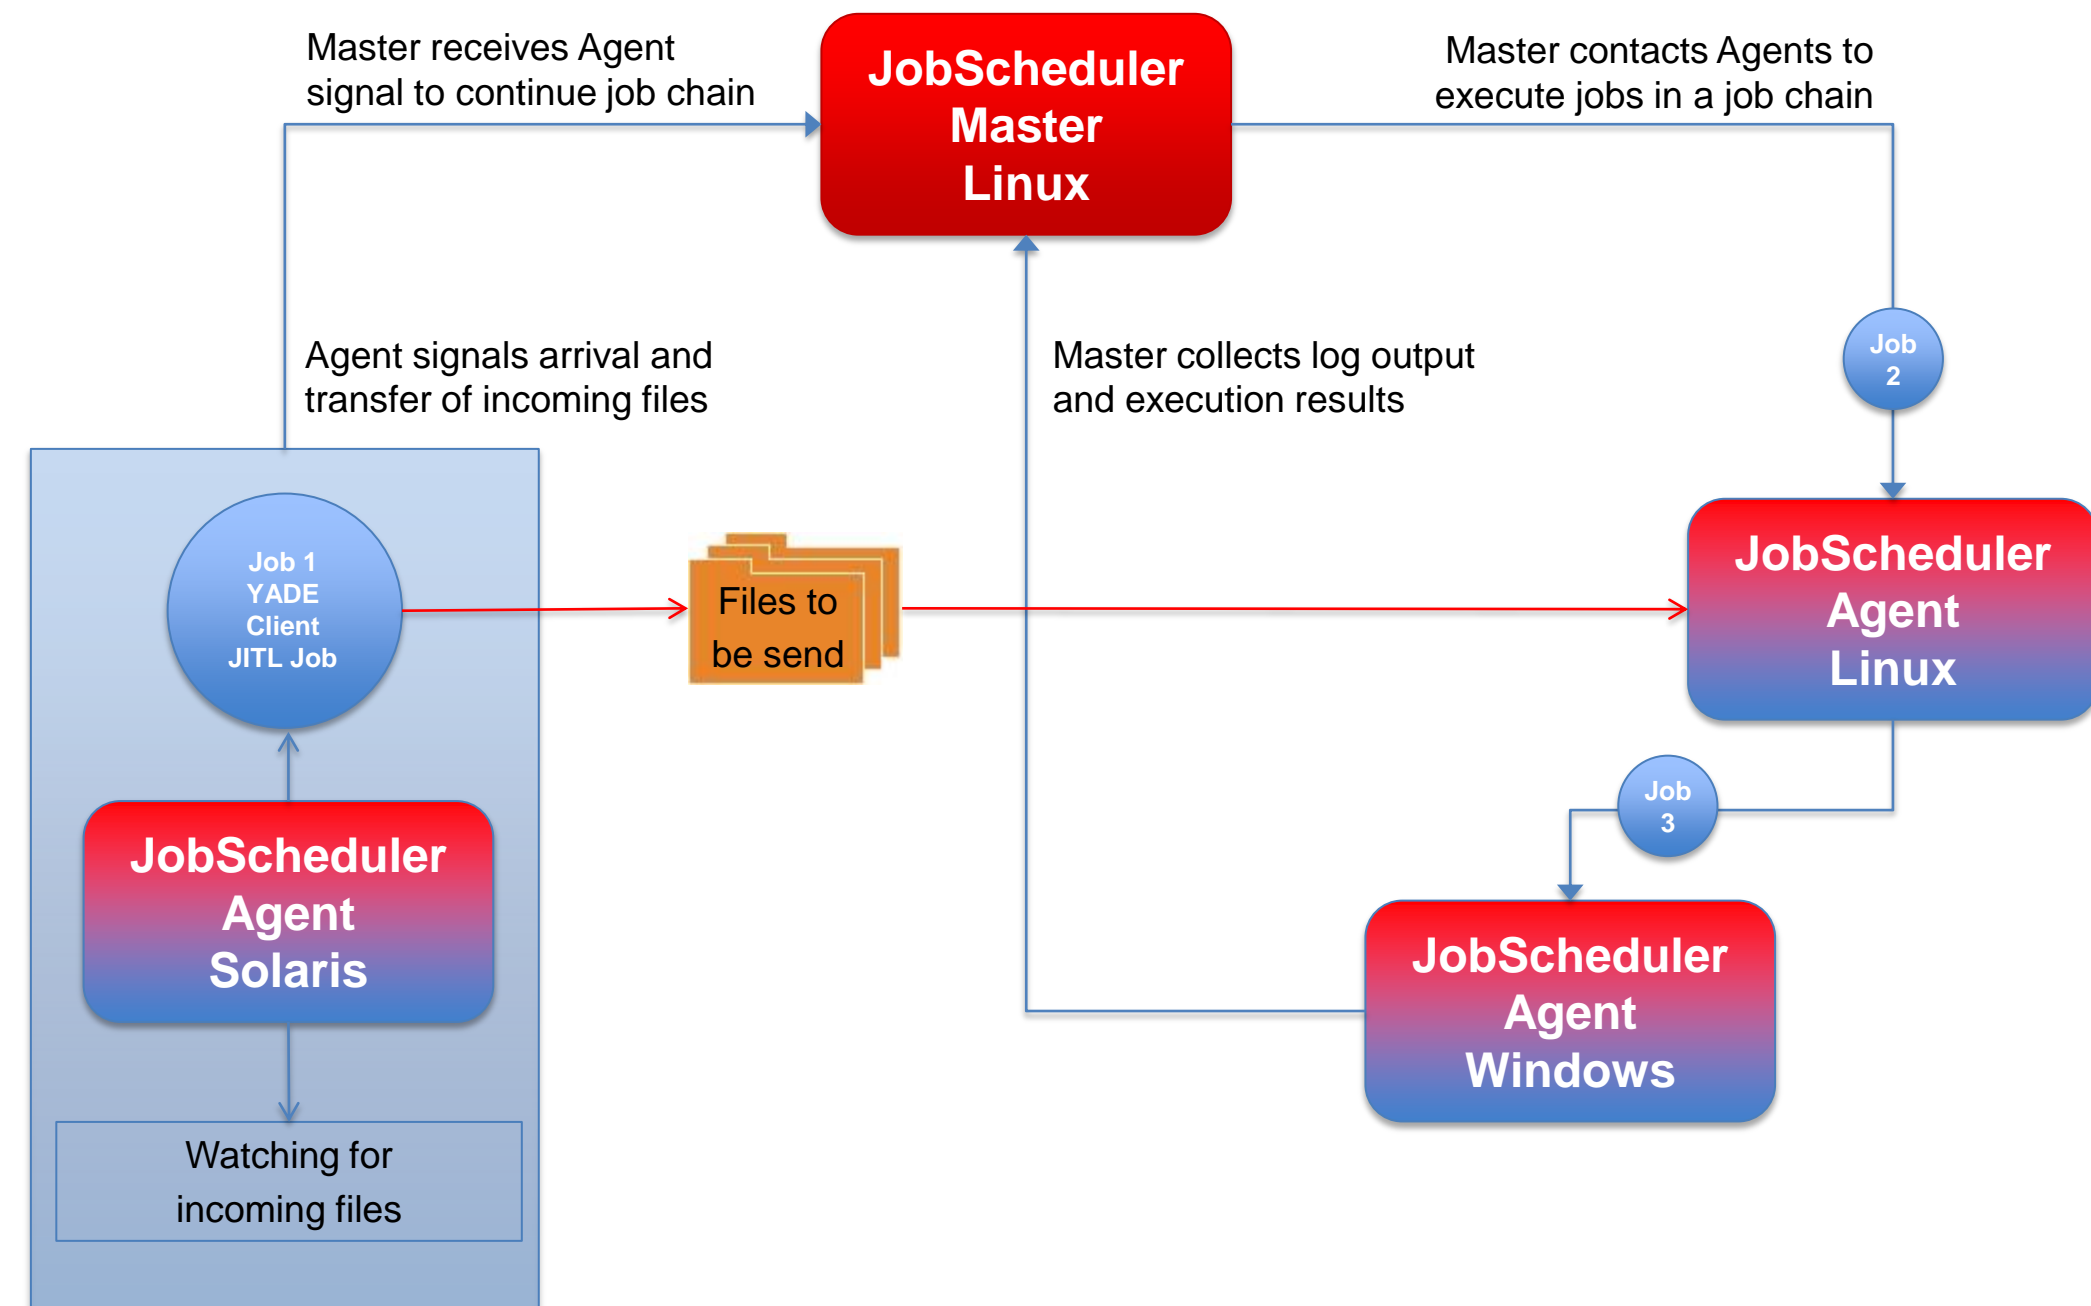 Master receives Agent
signal to continue job chain
JobScheduler
Master
Linux
Master contacts Agents to
execute jobs in a job chain
Agent signals arrival and
transfer of incoming files
Master collects log output
and execution results
Job
2
Job 1
YADE
Client
JITL Job
Files to
be send
JobScheduler
Agent
Linux
Job
3
JobScheduler
Agent
Solaris
JobScheduler
Agent
Windows
Watching for
incoming files